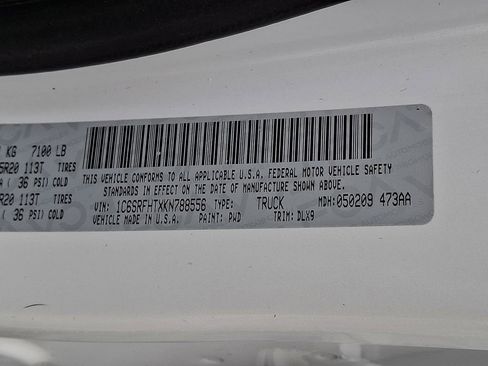 KG 7100 LB
5R20 113T TIRES
( 36 PSI) COLD
R20 113T TIRES
( 36 PSI) COLD
THIS VEHICLE CONFORMS TO ALL APPLICABLE U.S.A. FEDERAL MOTOR VEHICLE SAFETY
STANDARDS IN EFFECT ON THE DATE OF MANUFACTURE SHOWN ABOVE.
VIN: 1C6SRFHTXKN788556 TYPE: TRUCK MDH:050209 473AA
VEHICLE MADE IN U.S.A. PAINT: PWD TRIM: DLX9